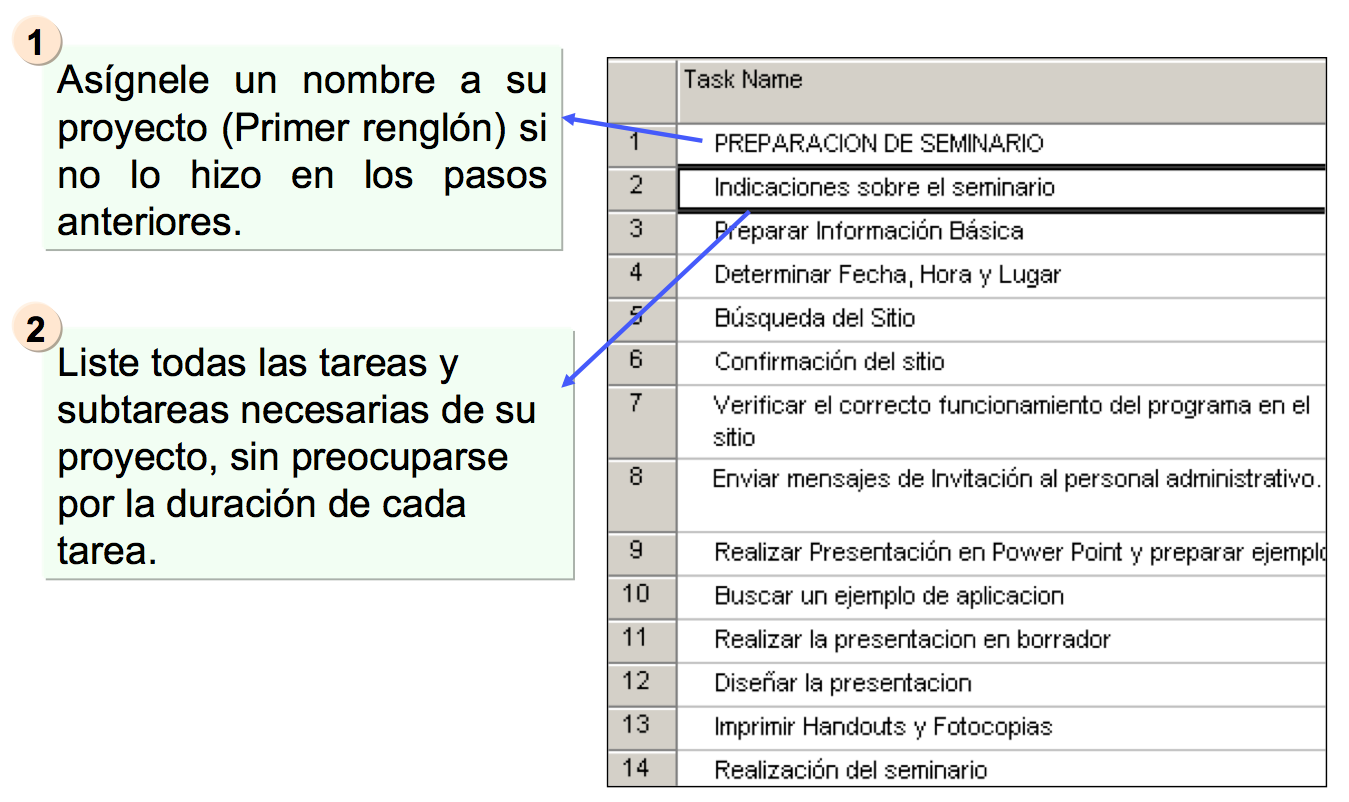 1
Asígnele un nombre a su
proyecto (Primer renglón) si
no lo hizo en los pasos
anteriores.
2
Liste todas las tareas y
subtareas necesarias de su
proyecto, sin preocuparse
por la duración de cada
tarea.
Task Name
1 PREPARACION DE SEMINARIO
2 Indicaciones sobre el seminario
3 Preparar Información Básica
4 Determinar Fecha, Hora y Lugar
5 Búsqueda del Sitio
6 Confirmación del sitio
7 Verificar el correcto funcionamiento del programa en el
sitio
8 Enviar mensajes de Invitación al personal administrativo.
9 Realizar Presentación en Power Point y preparar ejemplo
10 Buscar un ejemplo de aplicacion
11 Realizar la presentacion en borrador
12 Diseñar la presentacion
13 Imprimir Handouts y Fotocopias
14 Realización del seminario